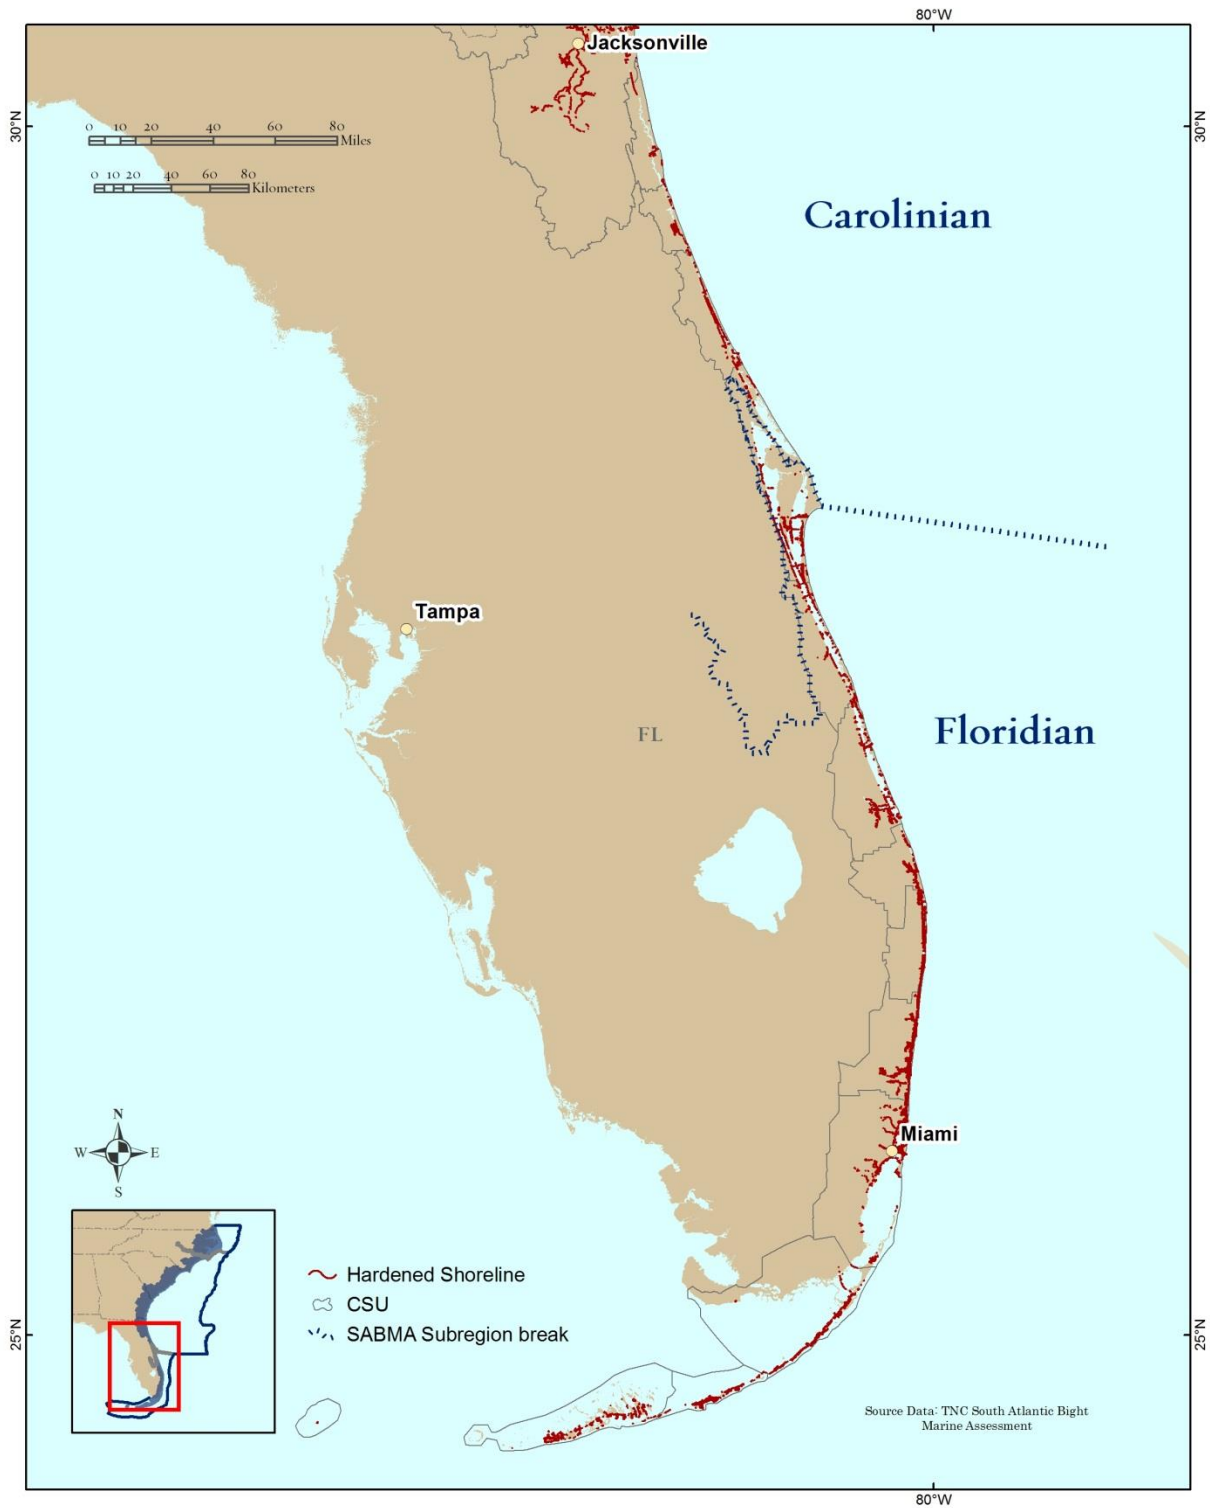 80°W
Jacksonville
30°N
30°N
0 10 20 40 60 80
Miles
0 10 20 40 60 80
Kilometers
Carolinian
Tampa
FL
Floridian
Miami
N
W E
S
Hardened Shoreline
CSU
SABMA Subregion break
25°N
25°N
Source Data: TNC South Atlantic Bight
Marine Assessment
80°W